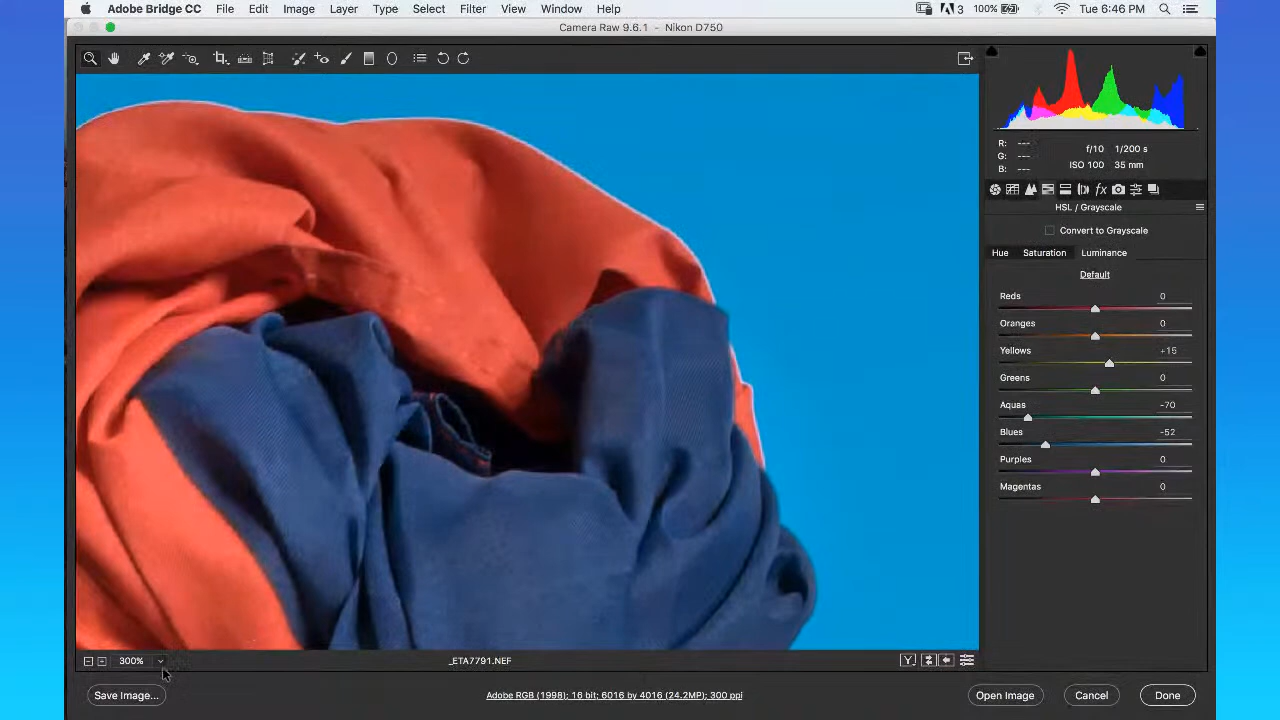 Adobe Bridge CC File Edit Image Layer Type Select Filter View Window Help 3 100% Tue 6:46 PM
Camera Raw 9.6.1 - Nikon D750
R: ---
G: ---
B: ---
f/10 1/200 s
ISO 100 35 mm
fx
HSL / Grayscale
Convert to Grayscale
Hue Saturation Luminance
Default
Reds 0
Oranges 0
Yellows +15
Greens 0
Aquas -70
Blues -52
Purples 0
Magentas 0
300% _ETA7791.NEF Y
Save Image... Adobe RGB (1998); 16 bit; 6016 by 4016 (24.2MP); 300 ppi Open Image Cancel Done